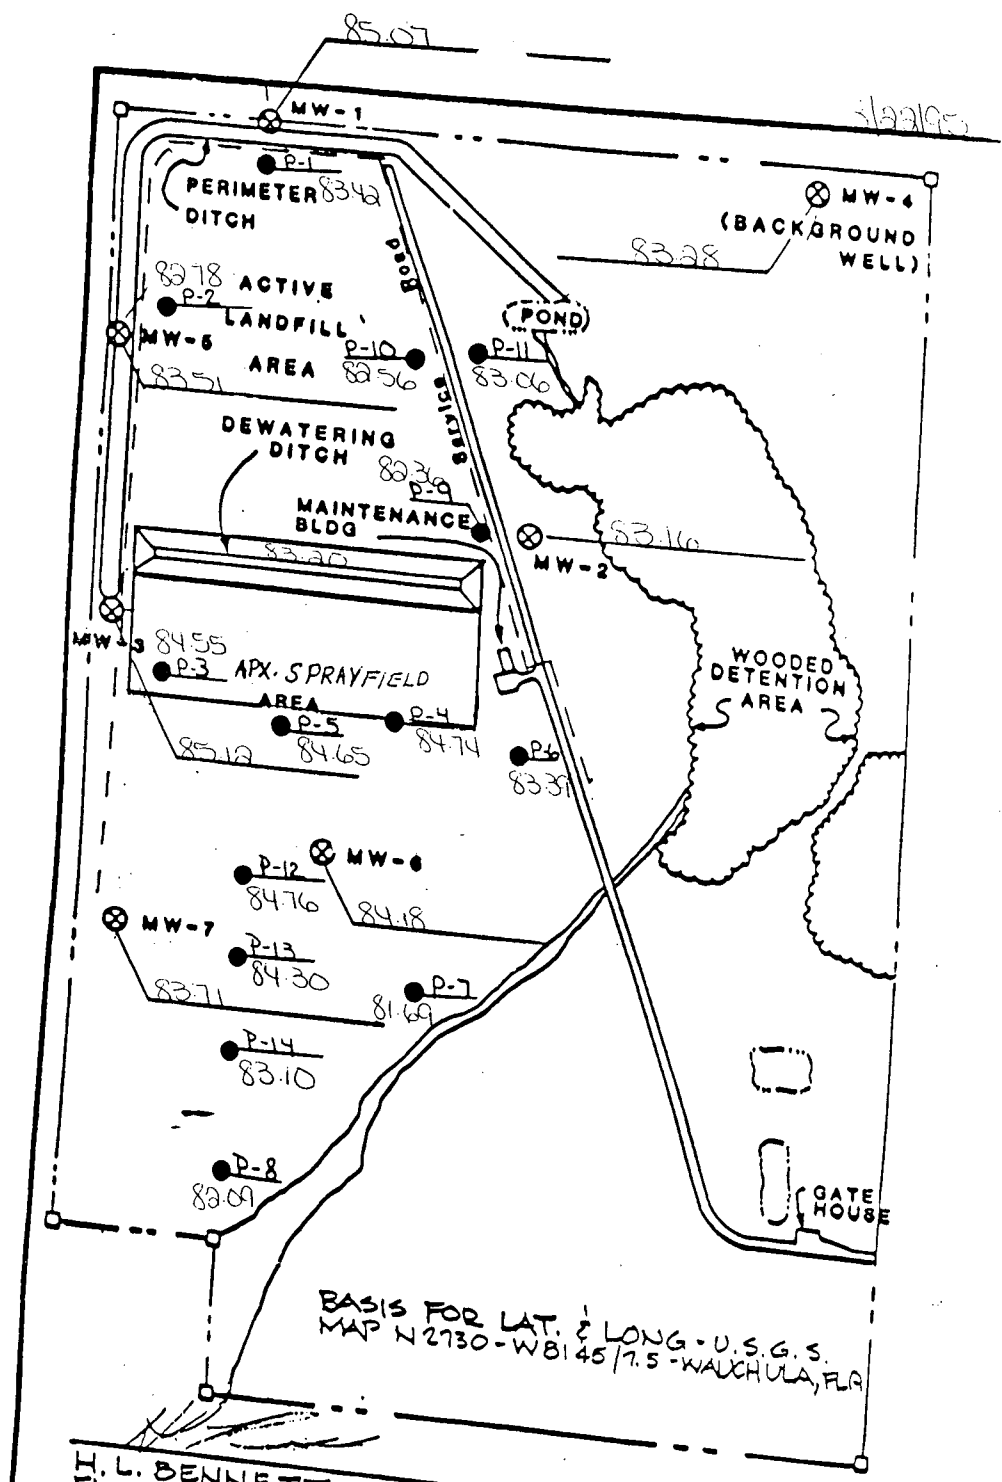 85.07
MW-1
P-1
83.42
PERIMETER
DITCH
MW-4
(BACKGROUND
WELL)
83.28
82.78
P-2
ACTIVE
LANDFILL
AREA
MW-5
83.51
Road
Service
(POND)
P-10
82.56
P-11
83.06
DEWATERING
DITCH
82.36
P-9
MAINTENANCE
BLDG
83.16
MW-2
83.20
MW-3
84.55
P-3
APX. SPRAYFIELD
AREA
P-5
84.65
P-4
84.74
85.12
P-6
83.39
WOODED
DETENTION
AREA
P-12
84.76
MW-6
84.18
MW-7
83.71
P-13
84.30
P-7
81.69
P-14
83.10
P-8
82.09
GATE
HOUSE
BASIS FOR LAT. & LONG - U.S.G.S.
MAP N2730-W8145/7.5-WAUCHULA, FLA
H. L. BENNETT